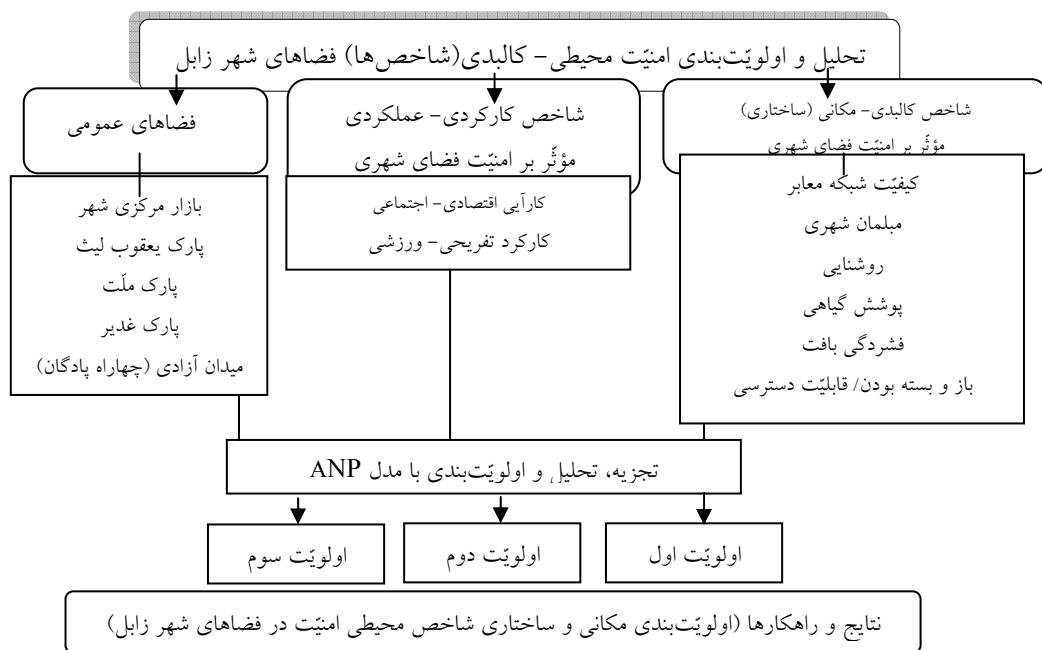 تحلیل و اولویّت‌بندی امنیّت محیطی- کالبدی(شاخص‌ها) فضاهای شهر زابل
شاخص کالبدی- مکانی (ساختاری)
مؤثّر بر امنیّت فضای شهری
کیفیّت شبکه معابر
مبلمان شهری
روشنایی
پوشش گیاهی
فشردگی بافت
باز و بسته بودن/ قابلیّت دسترسی
شاخص کارکردی- عملکردی
مؤثّر بر امنیّت فضای شهری
کارآیی اقتصادی- اجتماعی
کارکرد تفریحی- ورزشی
فضاهای عمومی
بازار مرکزی شهر
پارک یعقوب لیث
پارک ملّت
پارک غدیر
میدان آزادی (چهاراه پادگان)
تجزیه، تحلیل و اولویّت‌بندی با مدل ANP
اولویّت اول
اولویّت دوم
اولویّت سوم
نتایج و راهکارها (اولویّت‌بندی مکانی و ساختاری شاخص محیطی امنیّت در فضاهای شهر زابل)